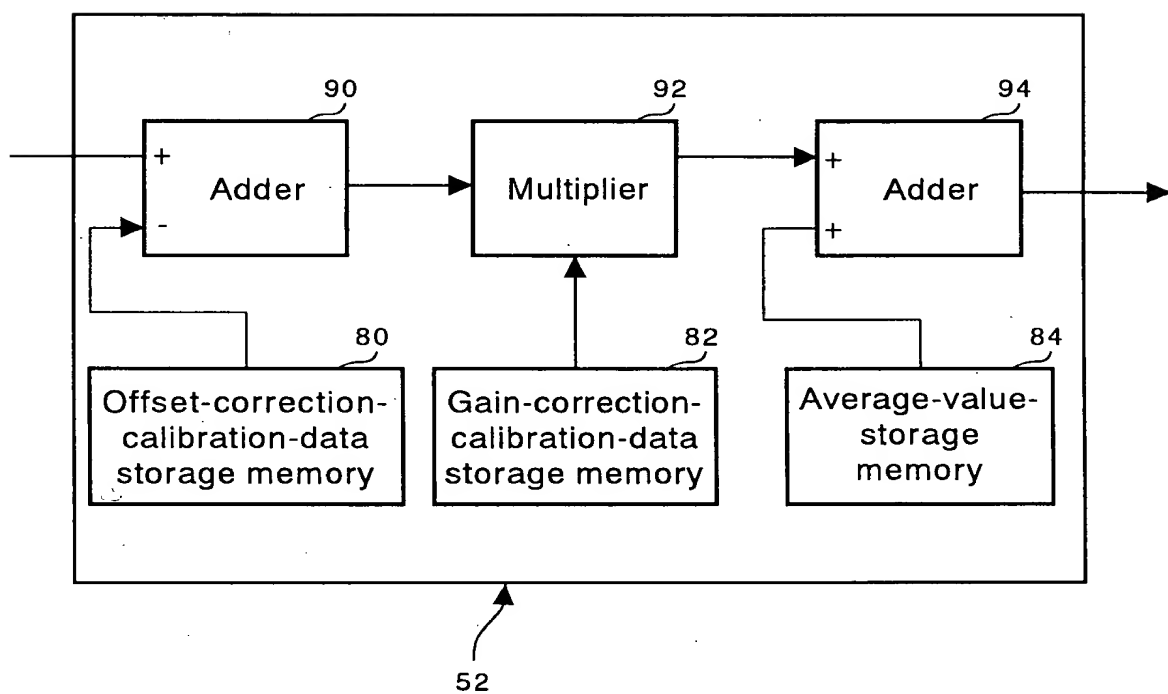 90
92
94
+
Adder
-
Multiplier
+
Adder
+
80
82
84
Offset-correction-
calibration-data
storage memory
Gain-correction-
calibration-data
storage memory
Average-value-
storage
memory
52